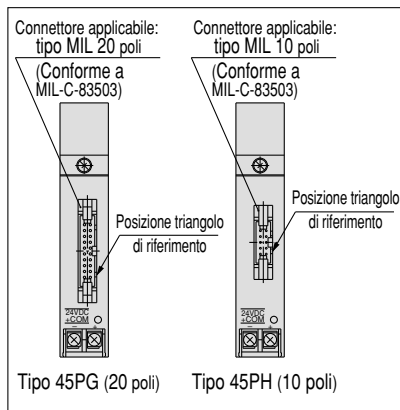 Connettore applicabile:
tipo MIL 20 poli
(Conforme a
MIL-C-83503)
Posizione triangolo
di riferimento
24VDC
+COM
− +
Tipo 45PG (20 poli)
Connettore applicabile:
tipo MIL 10 poli
(Conforme a
MIL-C-83503)
Posizione triangolo
di riferimento
24VDC
+COM
− +
Tipo 45PH (10 poli)